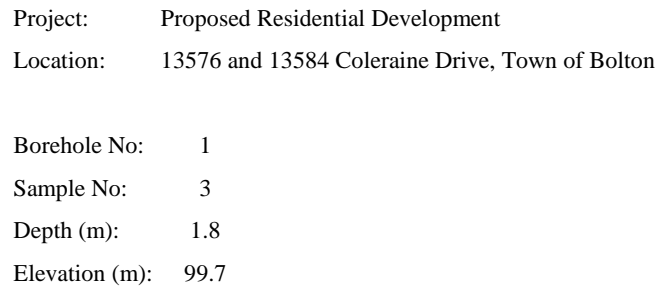 Project: Proposed Residential Development
Location: 13576 and 13584 Coleraine Drive, Town of Bolton
Borehole No: 1
Sample No: 3
Depth (m): 1.8
Elevation (m): 99.7